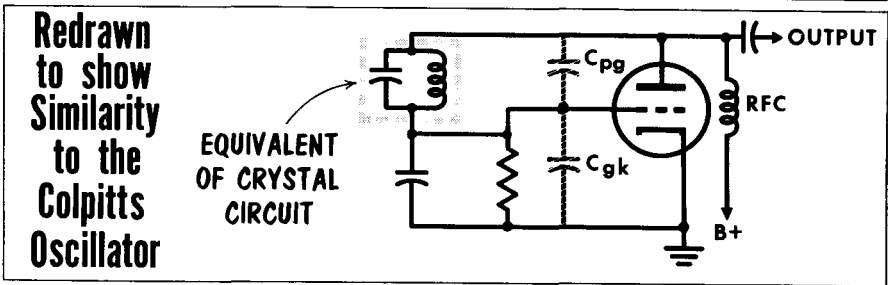 Redrawn
to show
Similarity
to the
Colpitts
Oscillator
EQUIVALENT
OF CRYSTAL
CIRCUIT
Cpg
Cgk
OUTPUT
RFC
B+